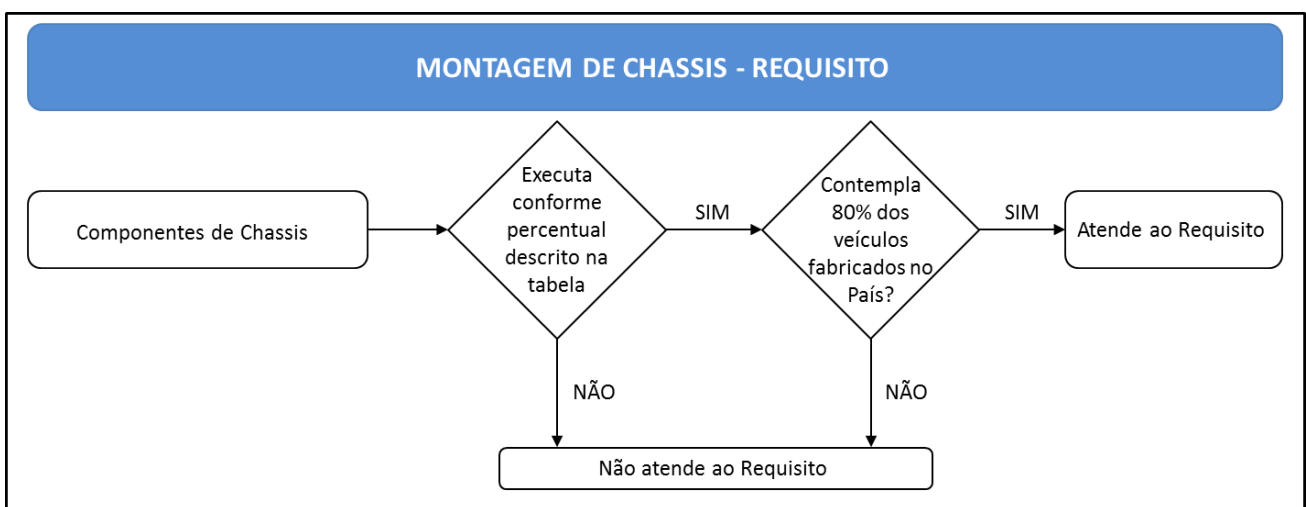 MONTAGEM DE CHASSIS - REQUISITO
Componentes de Chassis
Executa
conforme
percentual
descrito na
tabela
SIM
Contempla
80% dos
veículos
fabricados no
País?
SIM
Atende ao Requisito
NÃO
NÃO
Não atende ao Requisito